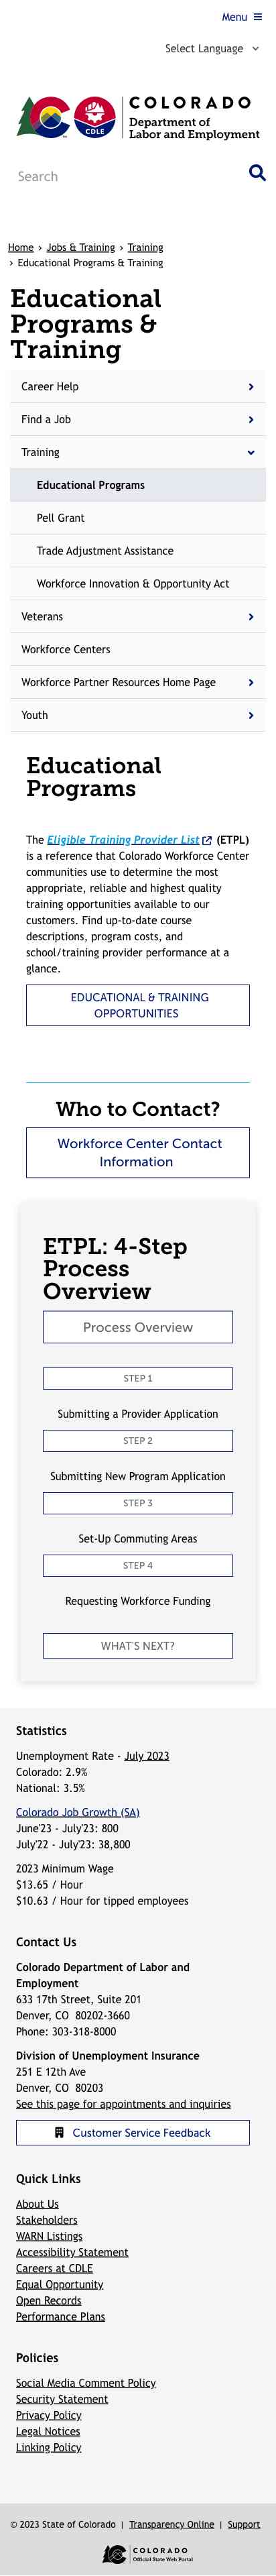 Menu
Select Language
COLORADO
Department of
Labor and Employment
CDLE
Search
Home › Jobs & Training › Training
› Educational Programs & Training
Educational
Programs &
Training
Career Help
Find a Job
Training
Educational Programs
Pell Grant
Trade Adjustment Assistance
Workforce Innovation & Opportunity Act
Veterans
Workforce Centers
Workforce Partner Resources Home Page
Youth
Educational
Programs
The Eligible Training Provider List (ETPL)
is a reference that Colorado Workforce Center
communities use to determine the most
appropriate, reliable and highest quality
training opportunities available to our
customers. Find up-to-date course
descriptions, program costs, and
school/training provider performance at a
glance.
EDUCATIONAL & TRAINING
OPPORTUNITIES
Who to Contact?
Workforce Center Contact
Information
ETPL: 4-Step
Process
Overview
Process Overview
STEP 1
Submitting a Provider Application
STEP 2
Submitting New Program Application
STEP 3
Set-Up Commuting Areas
STEP 4
Requesting Workforce Funding
WHAT'S NEXT?
Statistics
Unemployment Rate - July 2023
Colorado: 2.9%
National: 3.5%
Colorado Job Growth (SA)
June'23 - July'23: 800
July'22 - July'23: 38,800
2023 Minimum Wage
$13.65 / Hour
$10.63 / Hour for tipped employees
Contact Us
Colorado Department of Labor and
Employment
633 17th Street, Suite 201
Denver, CO  80202-3660
Phone: 303-318-8000
Division of Unemployment Insurance
251 E 12th Ave
Denver, CO  80203
See this page for appointments and inquiries
Customer Service Feedback
Quick Links
About Us
Stakeholders
WARN Listings
Accessibility Statement
Careers at CDLE
Equal Opportunity
Open Records
Performance Plans
Policies
Social Media Comment Policy
Security Statement
Privacy Policy
Legal Notices
Linking Policy
© 2023 State of Colorado | Transparency Online | Support
COLORADO
Official State Web Portal